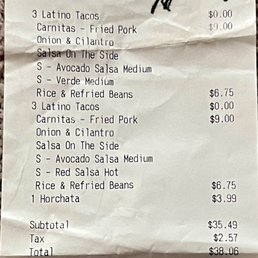 3 Latino Tacos $0.00
Carnitas - Fried Pork $9.00
Onion & Cilantro
Salsa On The Side
S - Avocado Salsa Medium
S - Verde Medium
Rice & Refried Beans $6.75
3 Latino Tacos $0.00
Carnitas - Fried Pork $9.00
Onion & Cilantro
Salsa On The Side
S - Avocado Salsa Medium
S - Red Salsa Hot
Rice & Refried Beans $6.75
1 Horchata $3.99
Subtotal $35.49
Tax $2.57
Total $38.06